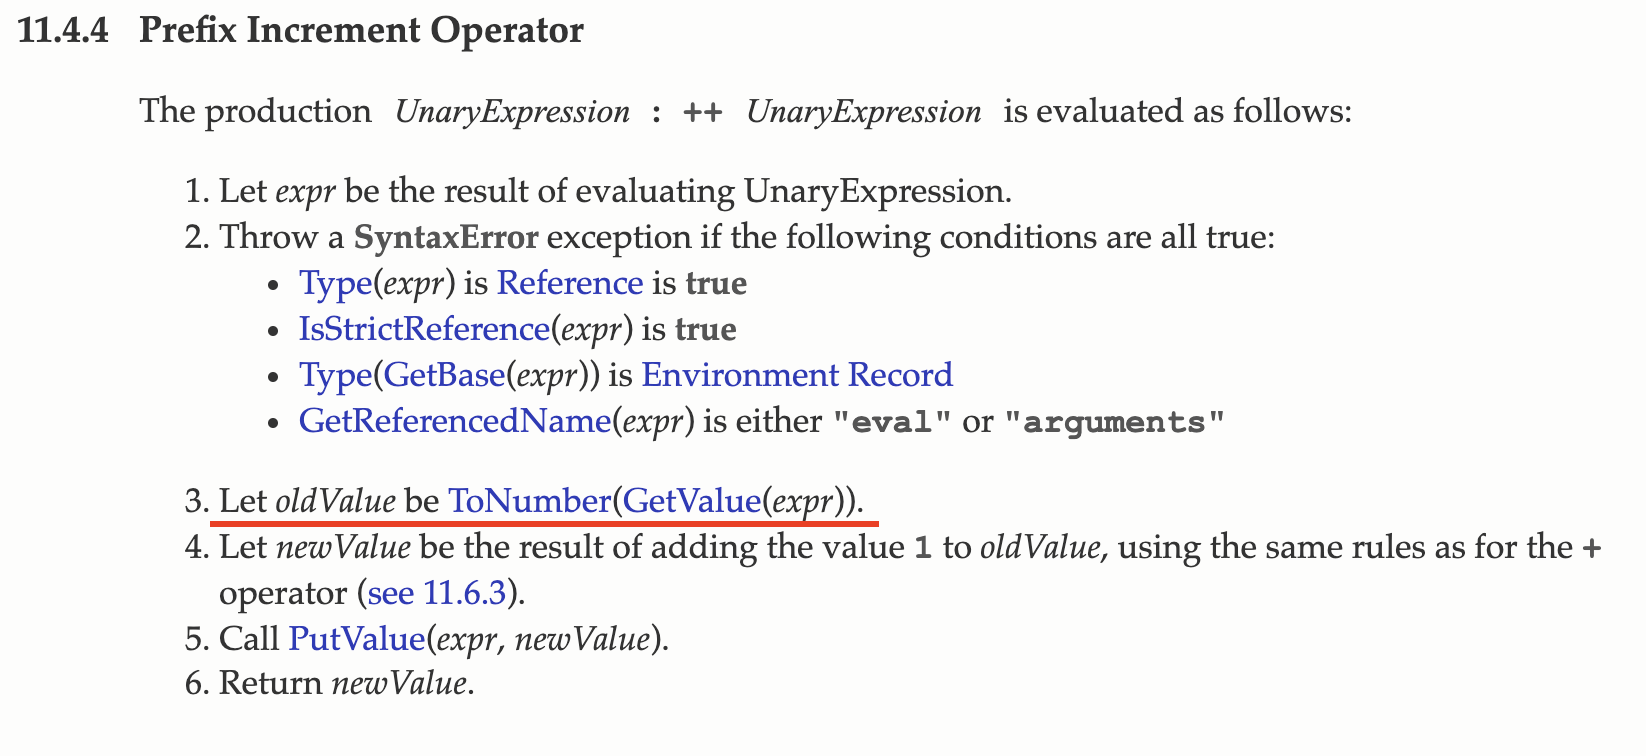 11.4.4 Prefix Increment Operator
The production UnaryExpression : ++ UnaryExpression is evaluated as follows:
1. Let expr be the result of evaluating UnaryExpression.
2. Throw a SyntaxError exception if the following conditions are all true:
• Type(expr) is Reference is true
• IsStrictReference(expr) is true
• Type(GetBase(expr)) is Environment Record
• GetReferencedName(expr) is either "eval" or "arguments"
3. Let oldValue be ToNumber(GetValue(expr)).
4. Let newValue be the result of adding the value 1 to oldValue, using the same rules as for the +
operator (see 11.6.3).
5. Call PutValue(expr, newValue).
6. Return newValue.